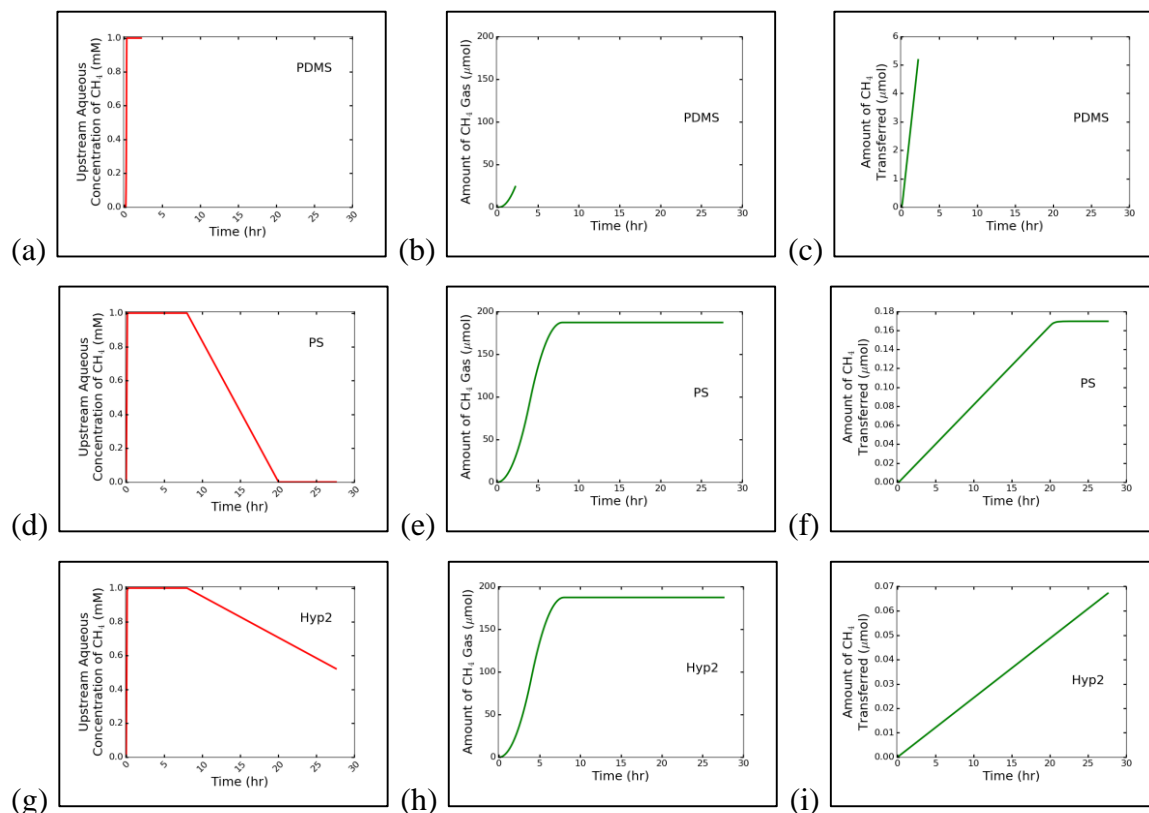 Upstream Aqueous
Concentration of CH₄ (mM)
1.0
0.8
0.6
0.4
0.2
0.0
PDMS
0
5
10
15
20
25
30
Time (hr)
(a)
Amount of CH₄ Gas (μmol)
200
150
100
50
0
PDMS
0
5
10
15
20
25
30
Time (hr)
(b)
Amount of CH₄
Transferred (μmol)
6
5
4
3
2
1
0
PDMS
0
5
10
15
20
25
30
Time (hr)
(c)
Upstream Aqueous
Concentration of CH₄ (mM)
1.0
0.8
0.6
0.4
0.2
0.0
PS
0
5
10
15
20
25
30
Time (hr)
(d)
Amount of CH₄ Gas (μmol)
200
150
100
50
0
PS
0
5
10
15
20
25
30
Time (hr)
(e)
Amount of CH₄
Transferred (μmol)
0.18
0.16
0.14
0.12
0.10
0.08
0.06
0.04
0.02
0.00
PS
0
5
10
15
20
25
30
Time (hr)
(f)
Upstream Aqueous
Concentration of CH₄ (mM)
1.0
0.8
0.6
0.4
0.2
0.0
Hyp2
0
5
10
15
20
25
30
Time (hr)
(g)
Amount of CH₄ Gas (μmol)
200
150
100
50
0
Hyp2
0
5
10
15
20
25
30
Time (hr)
(h)
Amount of CH₄
Transferred (μmol)
0.07
0.06
0.05
0.04
0.03
0.02
0.01
0.00
Hyp2
0
5
10
15
20
25
30
Time (hr)
(i)